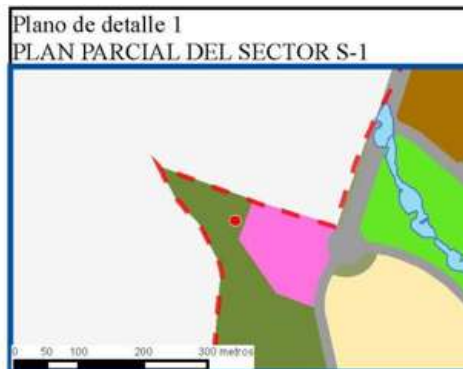 Plano de detalle 1
PLAN PARCIAL DEL SECTOR S-1
0 50 100 200 300 metros